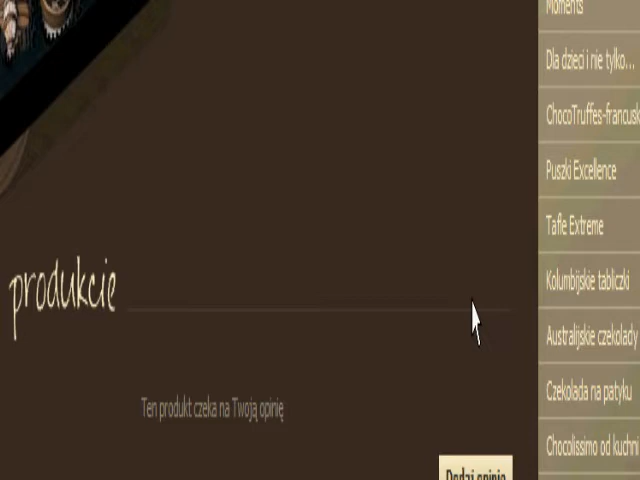 Moments
Dla dzieci i nie tylko...
ChocoTruffes-francusk
Puszki Excellence
Tafle Extreme
Kolumbijskie tabliczki
Australijskie czekolady
Czekolada na patyku
Chocolissimo od kuchni
produkcie
Ten produkt czeka na Twoją opinię
Dodaj opinię